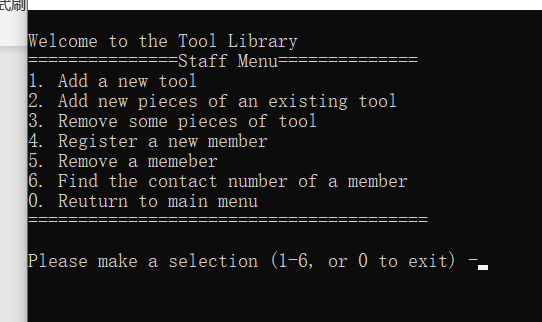 式刷
Welcome to the Tool Library
===============Staff Menu==============
1. Add a new tool
2. Add new pieces of an existing tool
3. Remove some pieces of tool
4. Register a new member
5. Remove a memeber
6. Find the contact number of a member
0. Reuturn to main menu
========================================
Please make a selection (1-6, or 0 to exit) -